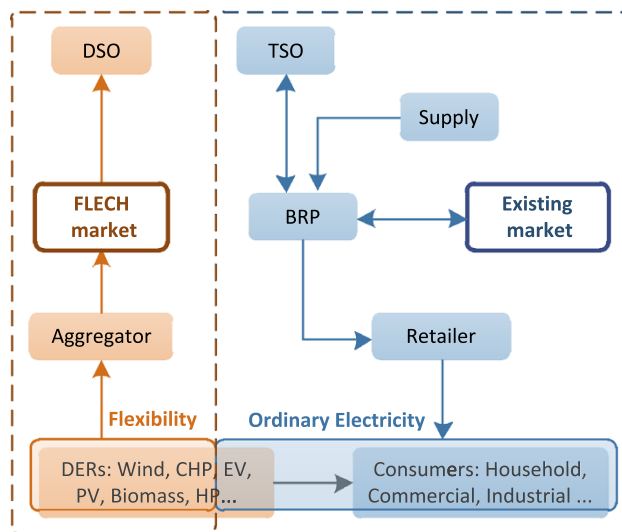 DSO
TSO
Supply
FLECH
market
BRP
Existing
market
Aggregator
Retailer
Flexibility
Ordinary Electricity
DERs: Wind, CHP, EV,
PV, Biomass, HP...
Consumers: Household,
Commercial, Industrial ...